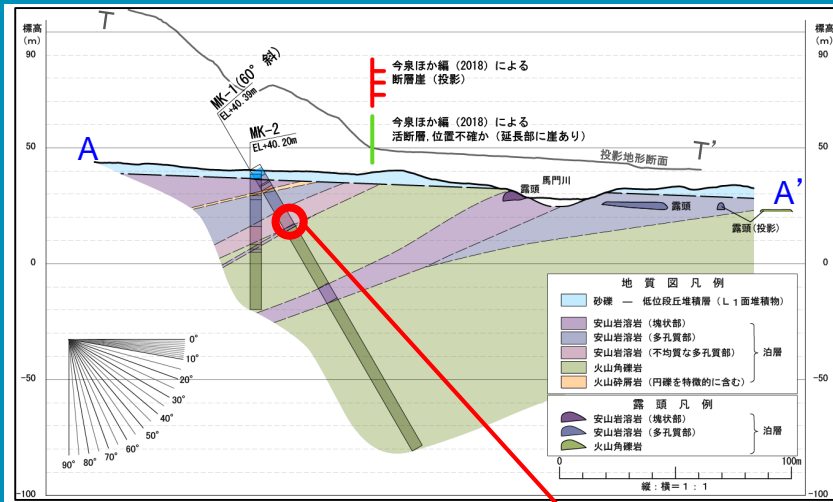 標高
(m)
90
50
0
-50
-100
標高
(m)
90
50
0
-50
-100
T
MK-1(60°斜)
EL+40.39m
MK-2
EL+40.20m
今泉ほか編(2018)による
断層崖(投影)
今泉ほか編(2018)による
活断層,位置不確か(延長部に崖あり)
投影地形断面
T'
A
A'
馬門川
露頭
露頭
露頭(投影)
0°
10°
20°
30°
40°
50°
60°
70°
80°
90°
地質図凡例
砂礫 ― 低位段丘堆積層(L1面堆積物)
安山岩溶岩(塊状部)
安山岩溶岩(多孔質部)
安山岩溶岩(不均質な多孔質部)
火山角礫岩
火山砕屑岩(円礫を特徴的に含む)
泊層
露頭凡例
安山岩溶岩(塊状部)
安山岩溶岩(多孔質部)
火山角礫岩
泊層
0
100m
縦:横=1:1